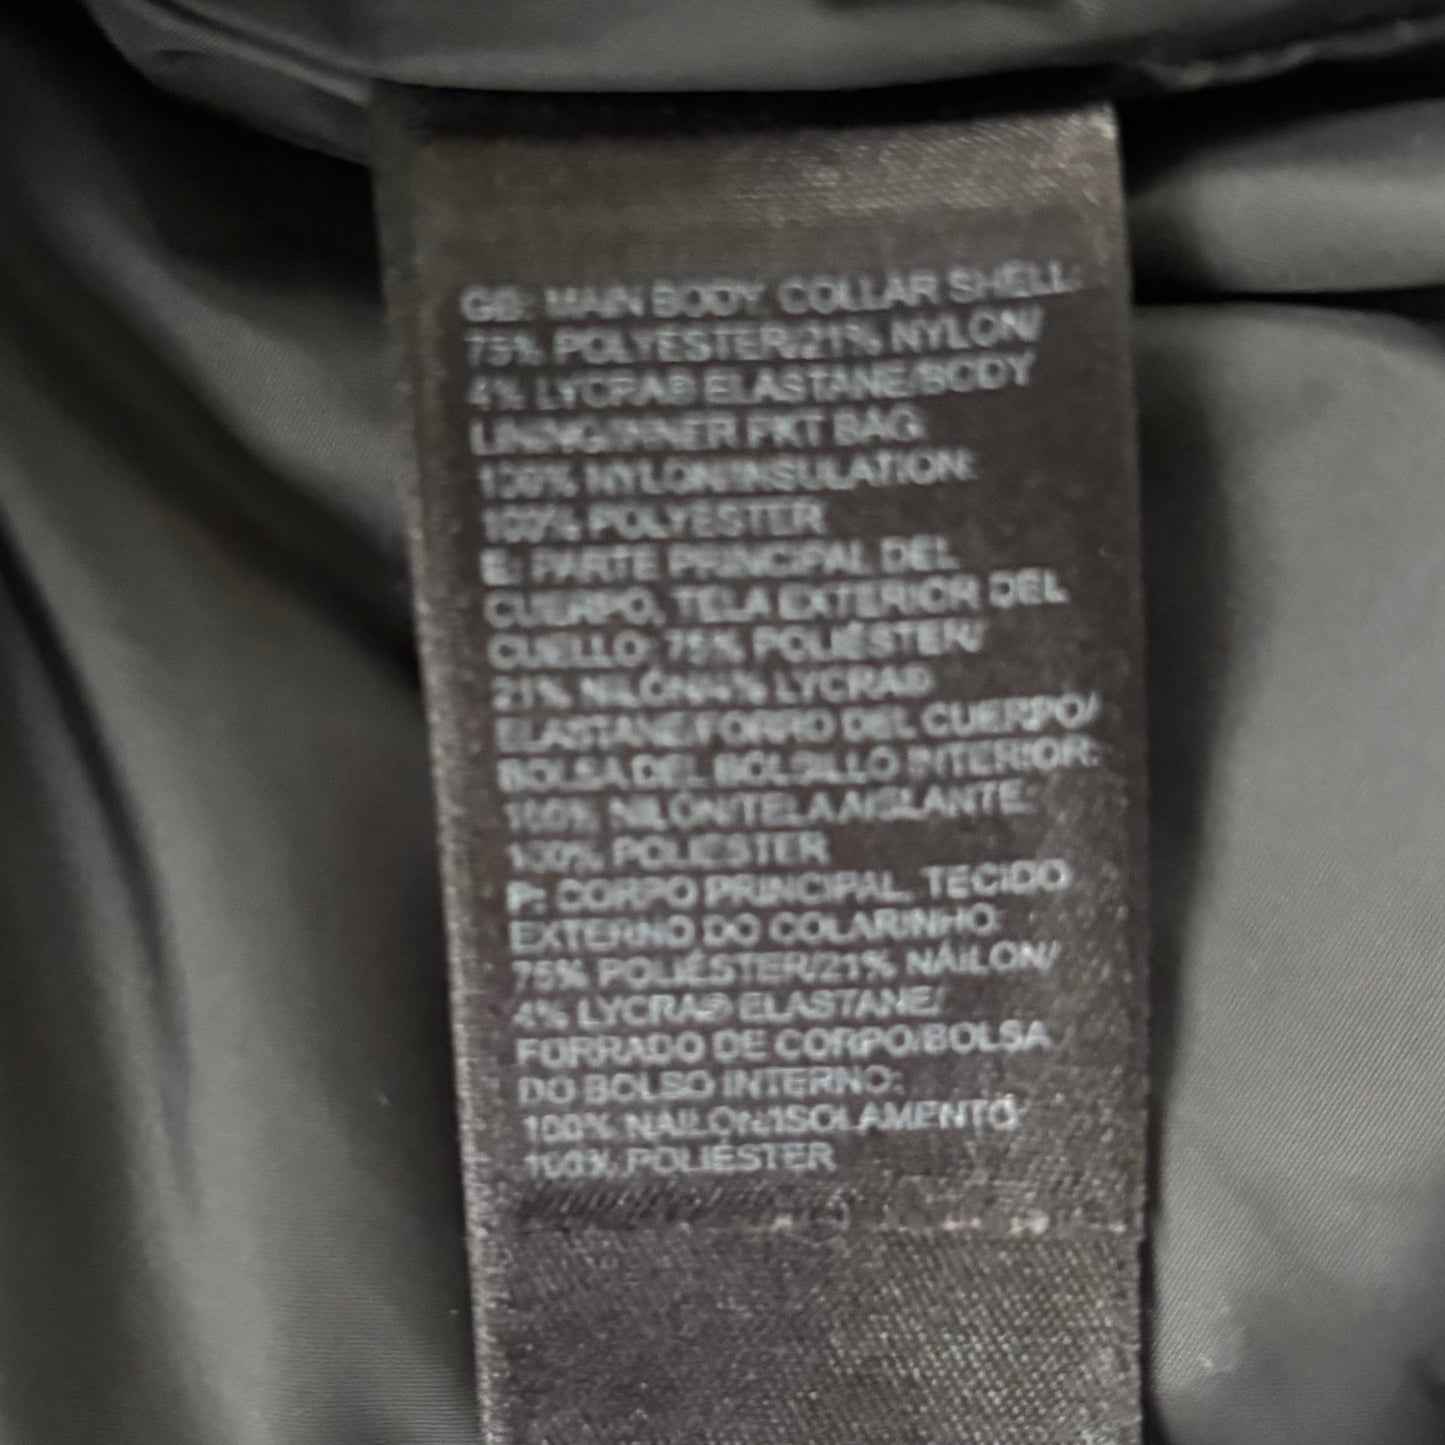 GB: MAIN BODY, COLLAR SHELL:
75% POLYESTER/21% NYLON/
4% LYCRA® ELASTANE/BODY
LINING/INNER PKT BAG:
100% NYLON/INSULATION:
100% POLYESTER
E: PARTE PRINCIPAL DEL
CUERPO, TELA EXTERIOR DEL
CUELLO: 75% POLIÉSTER/
21% NILÓN/4% LYCRA®
ELASTANE/FORRO DEL CUERPO/
BOLSA DEL BOLSILLO INTERIOR:
100% NILÓN/TELA AISLANTE:
100% POLIÉSTER
P: CORPO PRINCIPAL, TECIDO
EXTERNO DO COLARINHO:
75% POLIÉSTER/21% NÁILON/
4% LYCRA® ELASTANE/
FORRADO DE CORPO/BOLSA
DO BOLSO INTERNO:
100% NÁILON/ISOLAMENTO:
100% POLIÉSTER